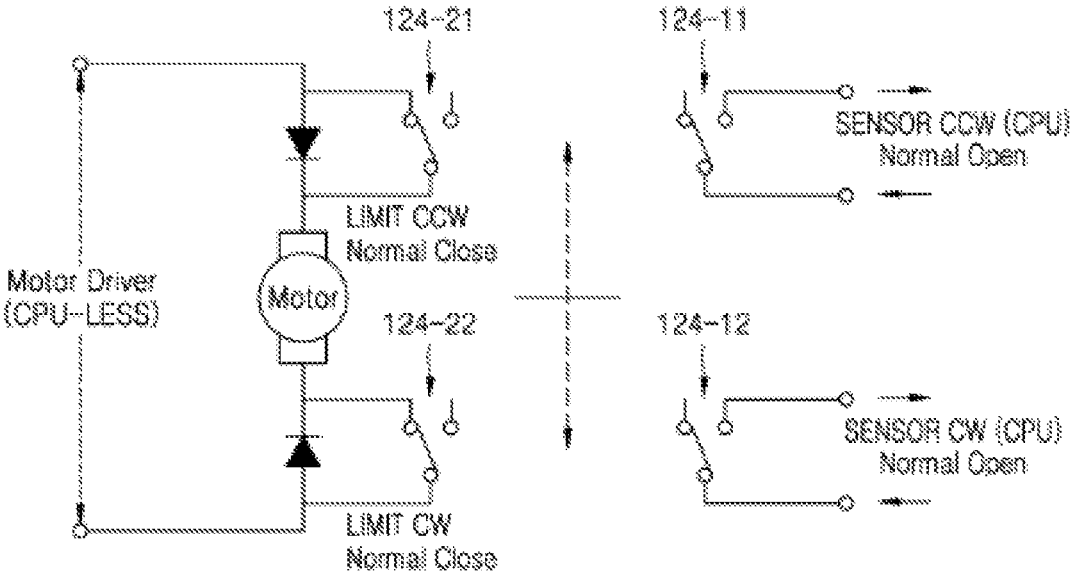 124-21
124-11
SENSOR CCW (CPU)
Normal Open
LIMIT CCW
Normal Close
Motor Driver
(CPU-LESS)
Motor
124-22
124-12
SENSOR CW (CPU)
Normal Open
LIMIT CW
Normal Close